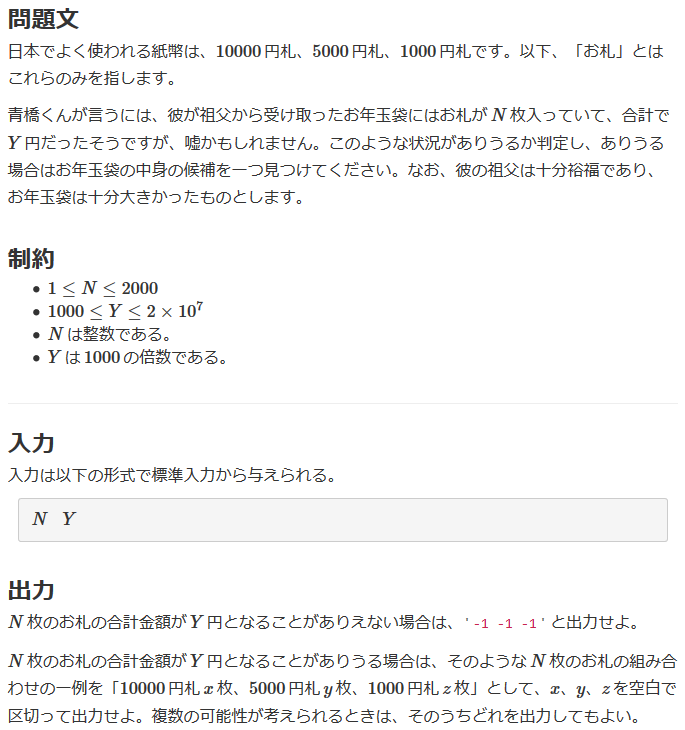 問題文
日本でよく使われる紙幣は、10000 円札、5000 円札、1000 円札です。以下、「お札」とは
これらのみを指します。
青橋くんが言うには、彼が祖父から受け取ったお年玉袋にはお札が N 枚入っていて、合計で
Y 円だったそうですが、嘘かもしれません。このような状況がありうるか判定し、ありうる
場合はお年玉袋の中身の候補を一つ見つけてください。なお、彼の祖父は十分裕福であり、
お年玉袋は十分大きかったものとします。
制約
• 1 ≤ N ≤ 2000
• 1000 ≤ Y ≤ 2 × 10⁷
• N は整数である。
• Y は 1000 の倍数である。
入力
入力は以下の形式で標準入力から与えられる。
N Y
出力
N 枚のお札の合計金額が Y 円となることがありえない場合は、'-1 -1 -1' と出力せよ。
N 枚のお札の合計金額が Y 円となることがありうる場合は、そのような N 枚のお札の組み合
わせの一例を「10000 円札 x 枚、5000 円札 y 枚、1000 円札 z 枚」として、x、y、z を空白で
区切って出力せよ。複数の可能性が考えられるときは、そのうちどれを出力してもよい。